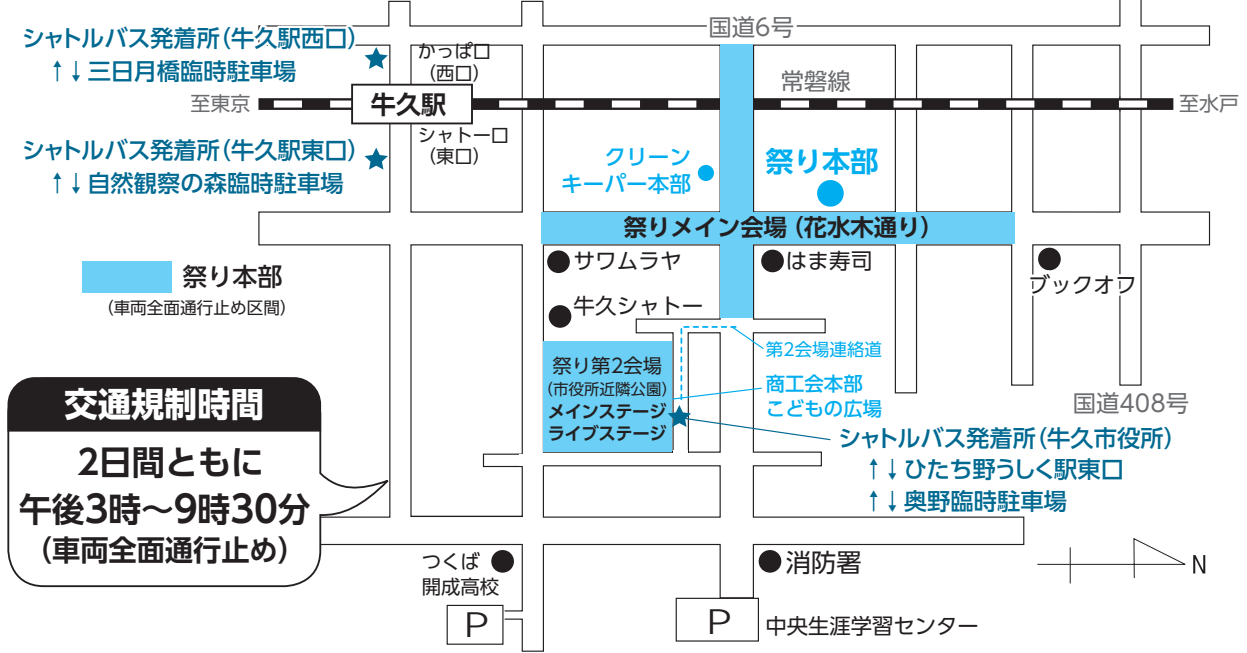 国道6号
シャトルバス発着所(牛久駅西口)
↑↓三日月橋臨時駐車場
かっぱ口
(西口)
常磐線
至東京
牛久駅
至水戸
シャトー口
(東口)
シャトルバス発着所(牛久駅東口)
↑↓自然観察の森臨時駐車場
クリーン
キーパー本部
祭り本部
祭りメイン会場(花水木通り)
サワムラヤ
はま寿司
ブックオフ
祭り本部
(車両全面通行止め区間)
牛久シャトー
第2会場連絡道
祭り第2会場
(市役所近隣公園)
メインステージ
ライブステージ
商工会本部
こどもの広場
国道408号
交通規制時間
2日間ともに
午後3時〜9時30分
(車両全面通行止め)
シャトルバス発着所(牛久市役所)
↑↓ひたち野うしく駅東口
↑↓奥野臨時駐車場
つくば
開成高校
消防署
N
P
P
中央生涯学習センター